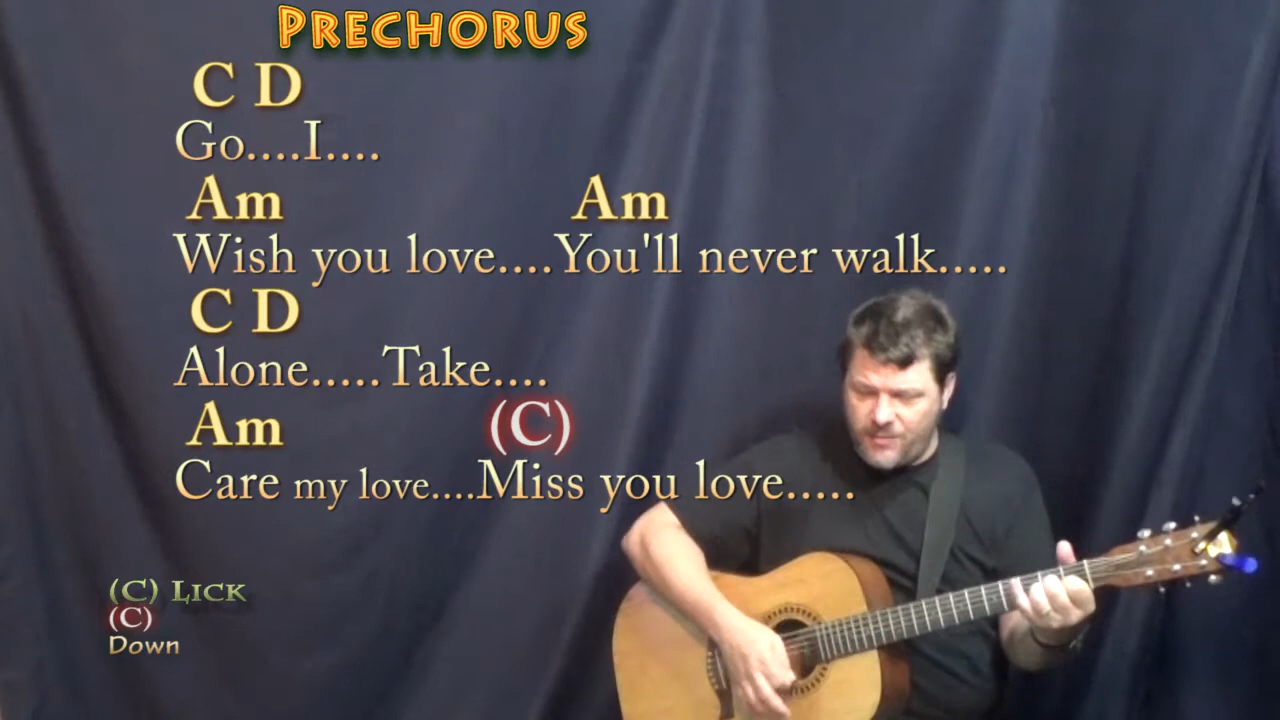 PRECHORUS
C D
Go....I....
Am Am
Wish you love....You'll never walk.....
C D
Alone.....Take....
Am (C)
Care my love....Miss you love.....
(C) LICK
(C)
Down